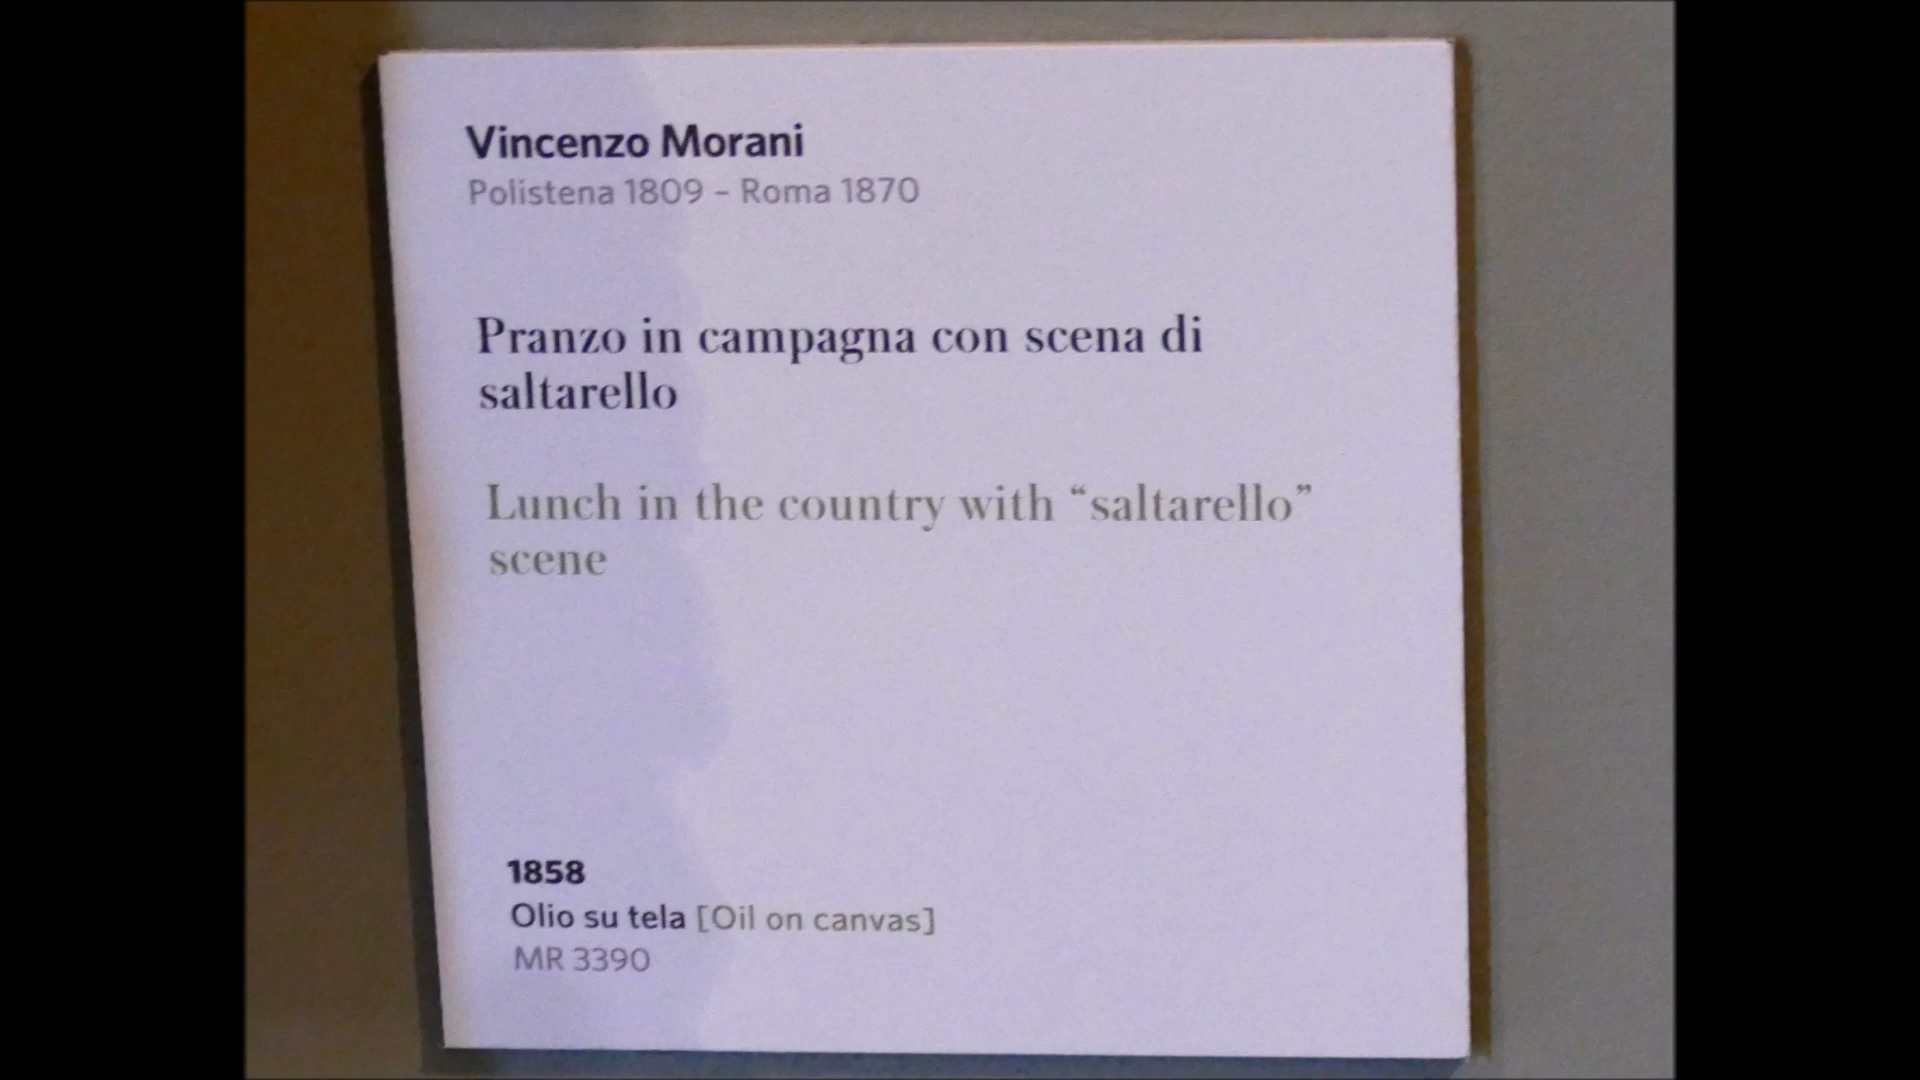 Vincenzo Morani
Polistena 1809 – Roma 1870
Pranzo in campagna con scena di
saltarello
Lunch in the country with “saltarello”
scene
1858
Olio su tela [Oil on canvas]
MR 3390